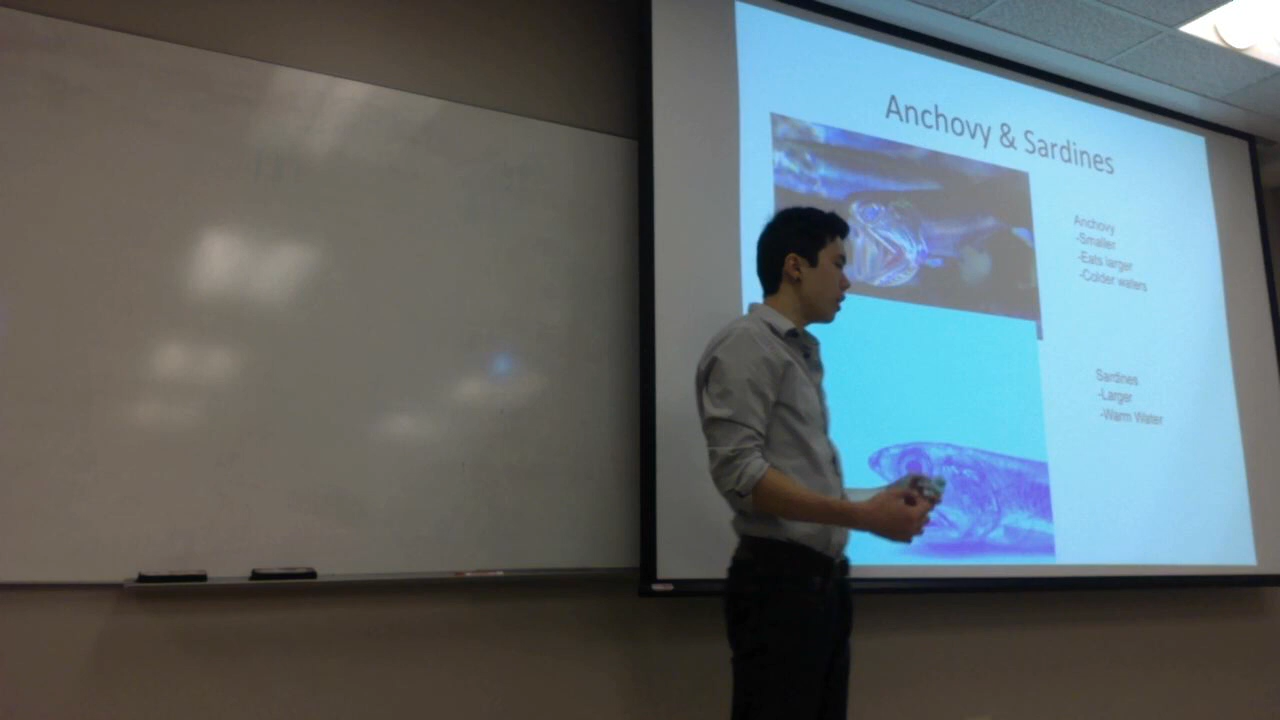 Anchovy & Sardines
Anchovy
-Smaller
-Eats larger
-Colder waters
Sardines
-Larger
-Warm Water